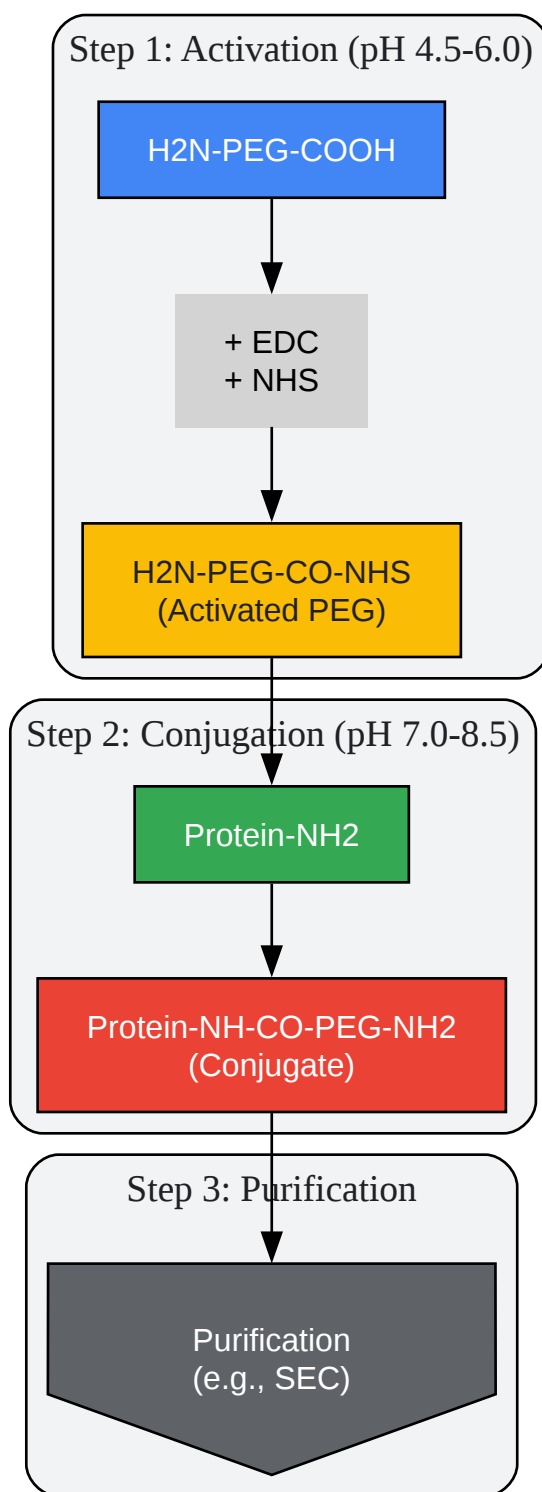 Step 1: Activation (pH 4.5-6.0)
H2N-PEG-COOH
+ EDC
+ NHS
H2N-PEG-CO-NHS
(Activated PEG)
Step 2: Conjugation (pH 7.0-8.5)
Protein-NH2
Protein-NH-CO-PEG-NH2
(Conjugate)
Step 3: Purification
Purification
(e.g., SEC)